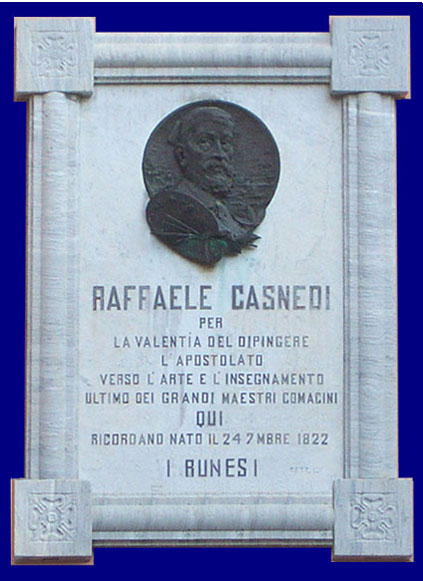 RAFFAELE CASNEDI
PER
LA VALENTIA DEL DIPINGERE
L'APOSTOLATO
VERSO L'ARTE E L'INSEGNAMENTO
ULTIMO DEI GRANDI MAESTRI COMACINI
QUI
RICORDANO NATO IL 24 7MBRE 1822
I RUNESI